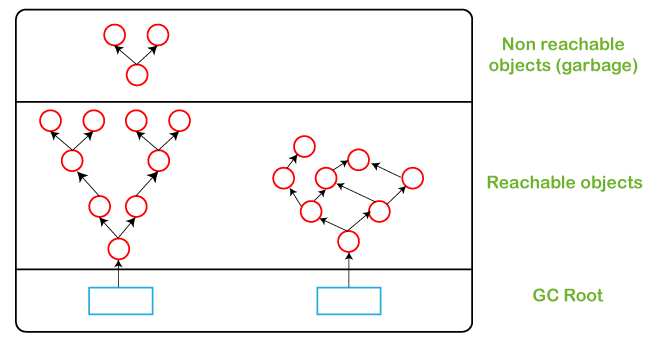 Non reachable
objects (garbage)
Reachable objects
GC Root